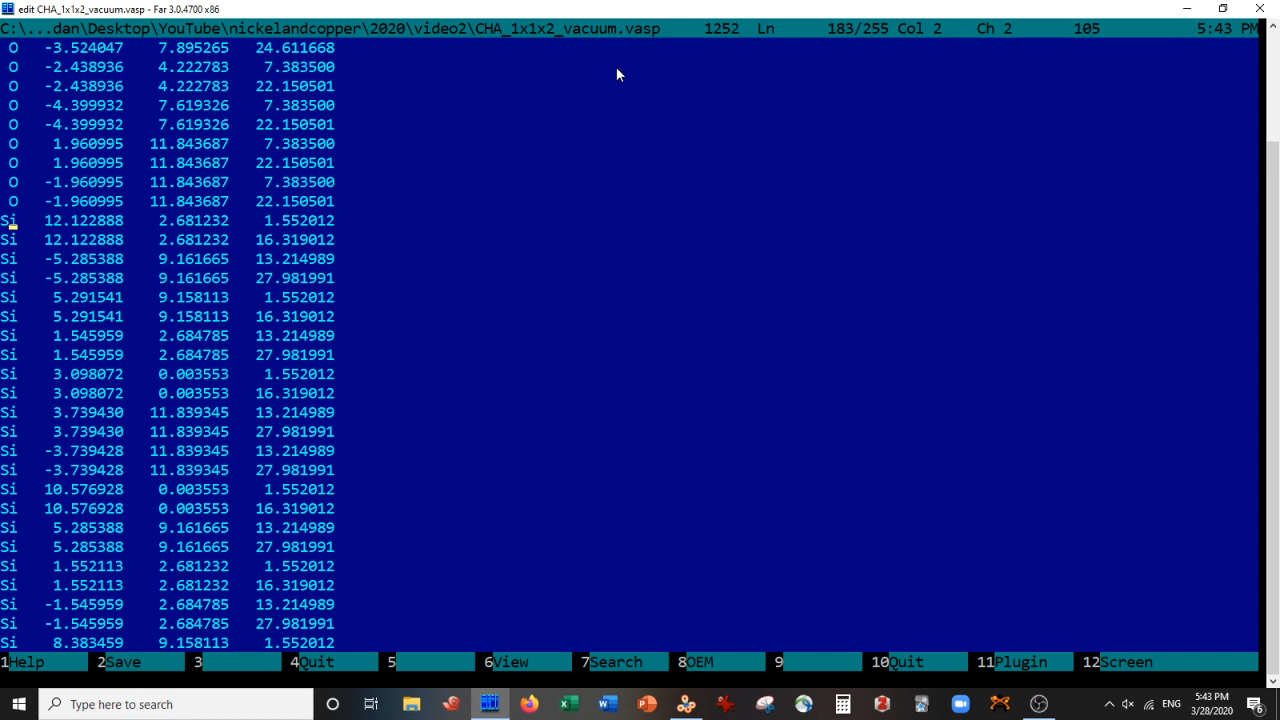 edit CHA_1x1x2_vacuum.vasp - Far 3.0.4700 x86
C:\...dan\Desktop\YouTube\nickelandcopper\2020\video2\CHA_1x1x2_vacuum.vasp 1252 Ln 183/255 Col 2 Ch 2 105 5:43 PM
O -3.524047 7.895265 24.611668
O -2.438936 4.222783 7.383500
O -2.438936 4.222783 22.150501
O -4.399932 7.619326 7.383500
O -4.399932 7.619326 22.150501
O 1.960995 11.843687 7.383500
O 1.960995 11.843687 22.150501
O -1.960995 11.843687 7.383500
O -1.960995 11.843687 22.150501
Si 12.122888 2.681232 1.552012
Si 12.122888 2.681232 16.319012
Si -5.285388 9.161665 13.214989
Si -5.285388 9.161665 27.981991
Si 5.291541 9.158113 1.552012
Si 5.291541 9.158113 16.319012
Si 1.545959 2.684785 13.214989
Si 1.545959 2.684785 27.981991
Si 3.098072 0.003553 1.552012
Si 3.098072 0.003553 16.319012
Si 3.739430 11.839345 13.214989
Si 3.739430 11.839345 27.981991
Si -3.739428 11.839345 13.214989
Si -3.739428 11.839345 27.981991
Si 10.576928 0.003553 1.552012
Si 10.576928 0.003553 16.319012
Si 5.285388 9.161665 13.214989
Si 5.285388 9.161665 27.981991
Si 1.552113 2.681232 1.552012
Si 1.552113 2.681232 16.319012
Si -1.545959 2.684785 13.214989
Si -1.545959 2.684785 27.981991
Si 8.383459 9.158113 1.552012
1Help 2Save 3 4Quit 5 6View 7Search 8OEM 9 10Quit 11Plugin 12Screen
Type here to search
ENG
5:43 PM
3/28/2020
6